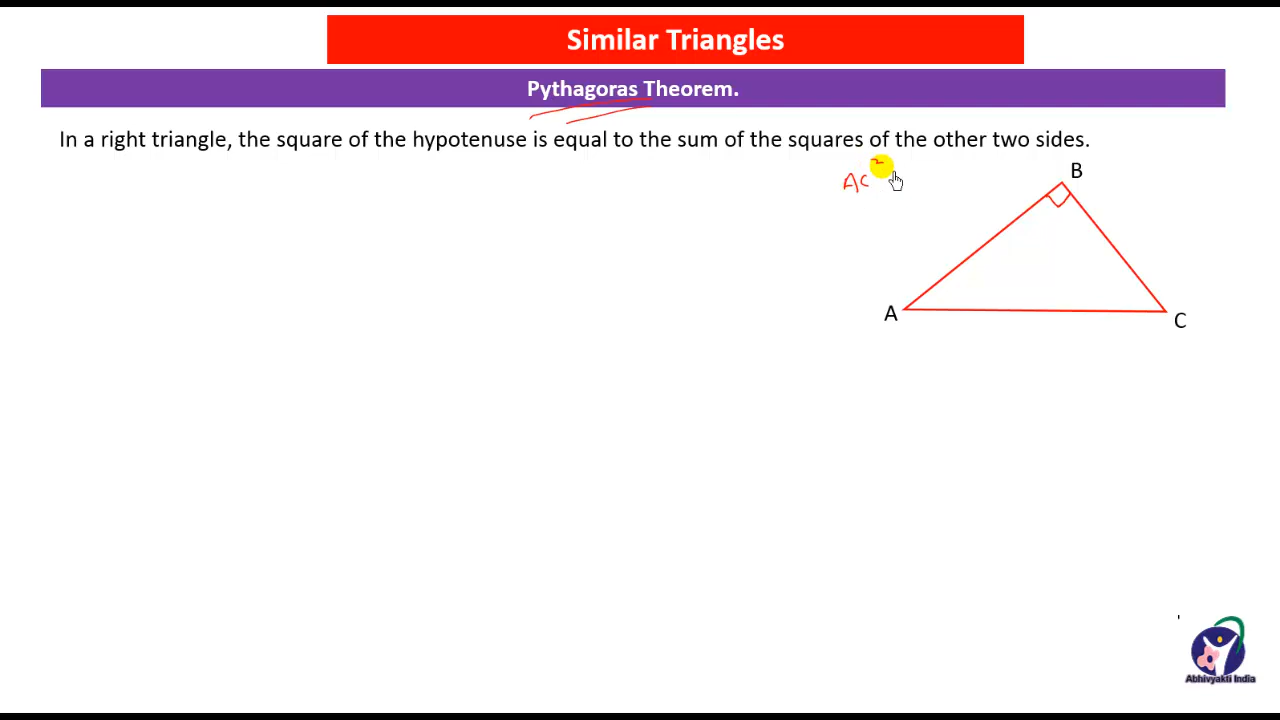 Similar Triangles
Pythagoras Theorem.
In a right triangle, the square of the hypotenuse is equal to the sum of the squares of the other two sides.
AC²
B
A
C
Abhivyakti India